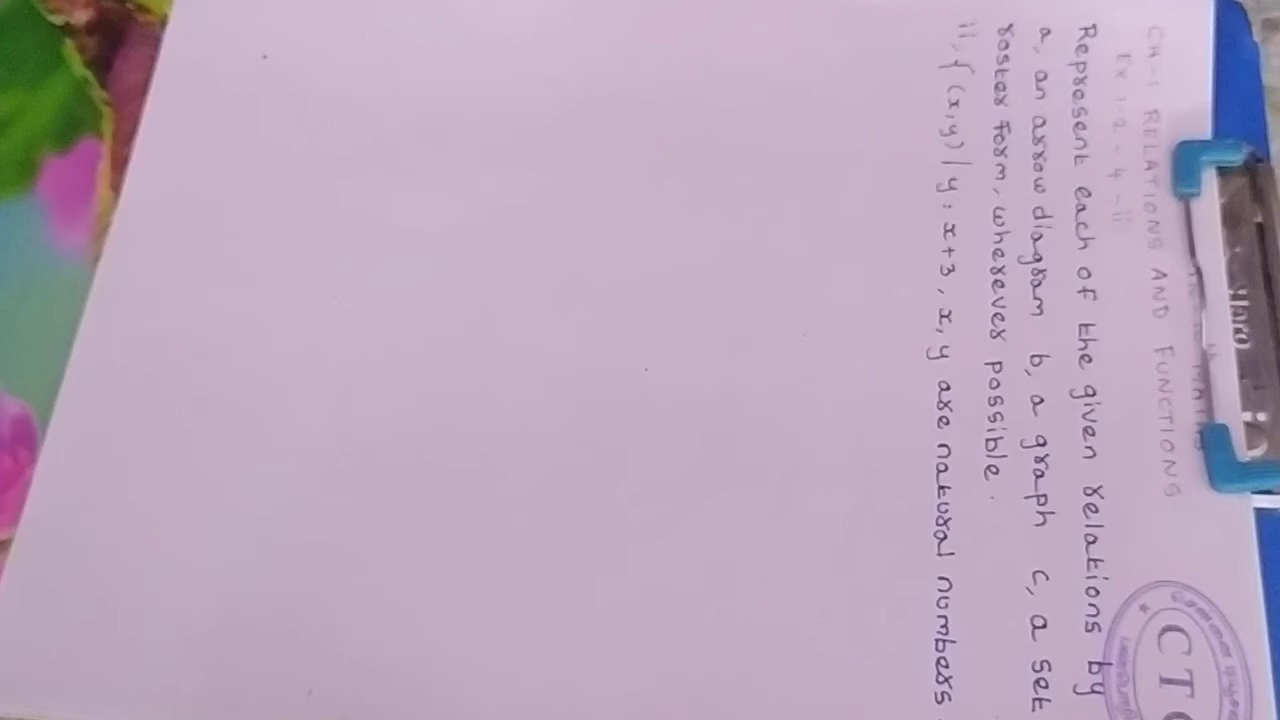 CH-1 RELATIONS AND FUNCTIONS
Ex 1.2 - 4 - ii
Represent each of the given relations by
a, an arrow diagram b, a graph c, a set
roster Form, wherever possible.
ii, {(x,y) / y = x+3, x, y are natural numbers
CT